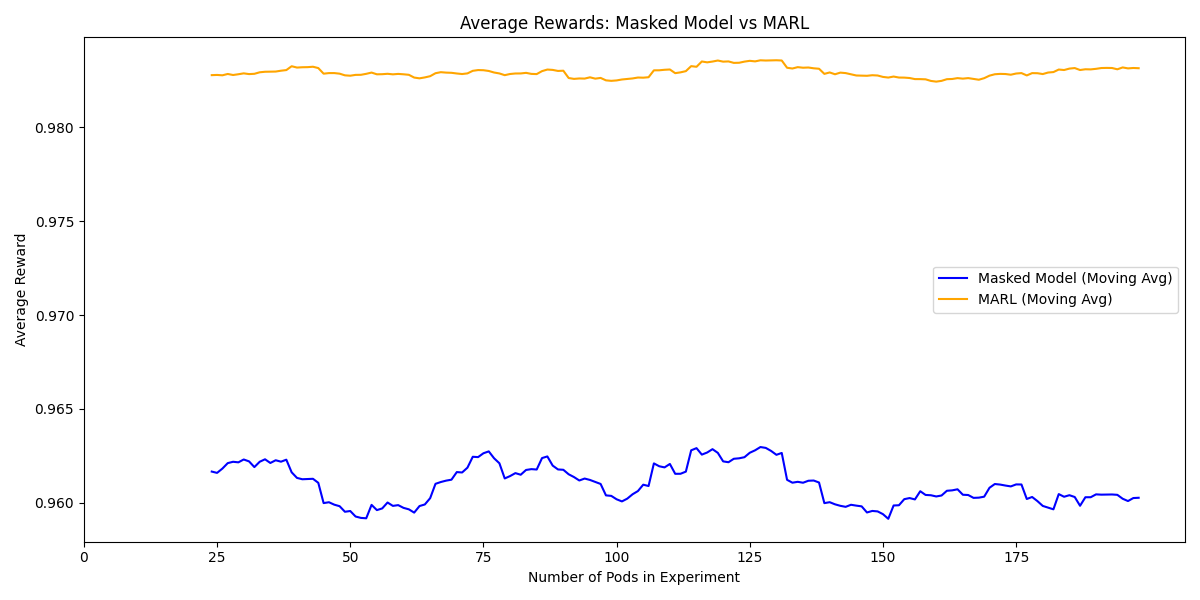 Average Rewards: Masked Model vs MARL
Average Reward
0.980
0.975
0.970
0.965
0.960
Masked Model (Moving Avg)
MARL (Moving Avg)
0
25
50
75
100
125
150
175
Number of Pods in Experiment